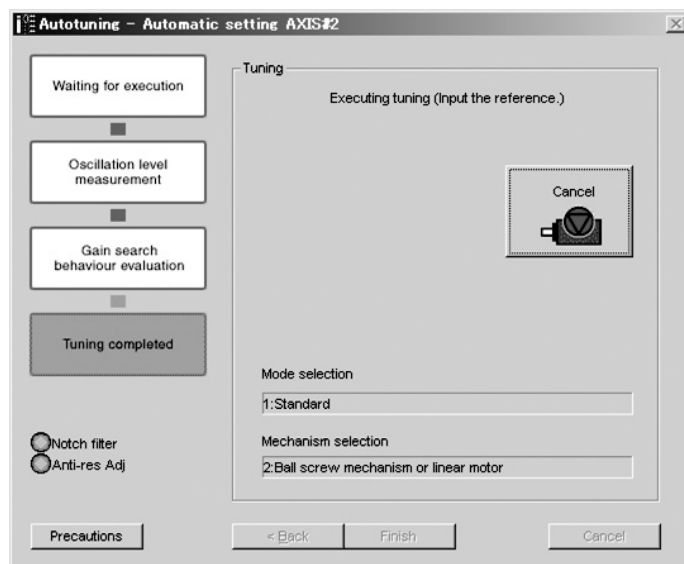 Autotuning - Automatic setting AXIS#2
Waiting for execution
Oscillation level
measurement
Gain search
behaviour evaluation
Tuning completed
Notch filter
Anti-res Adj
Tuning
Executing tuning (Input the reference.)
Cancel
Mode selection
1:Standard
Mechanism selection
2:Ball screw mechanism or linear motor
Precautions
< Back
Finish
Cancel